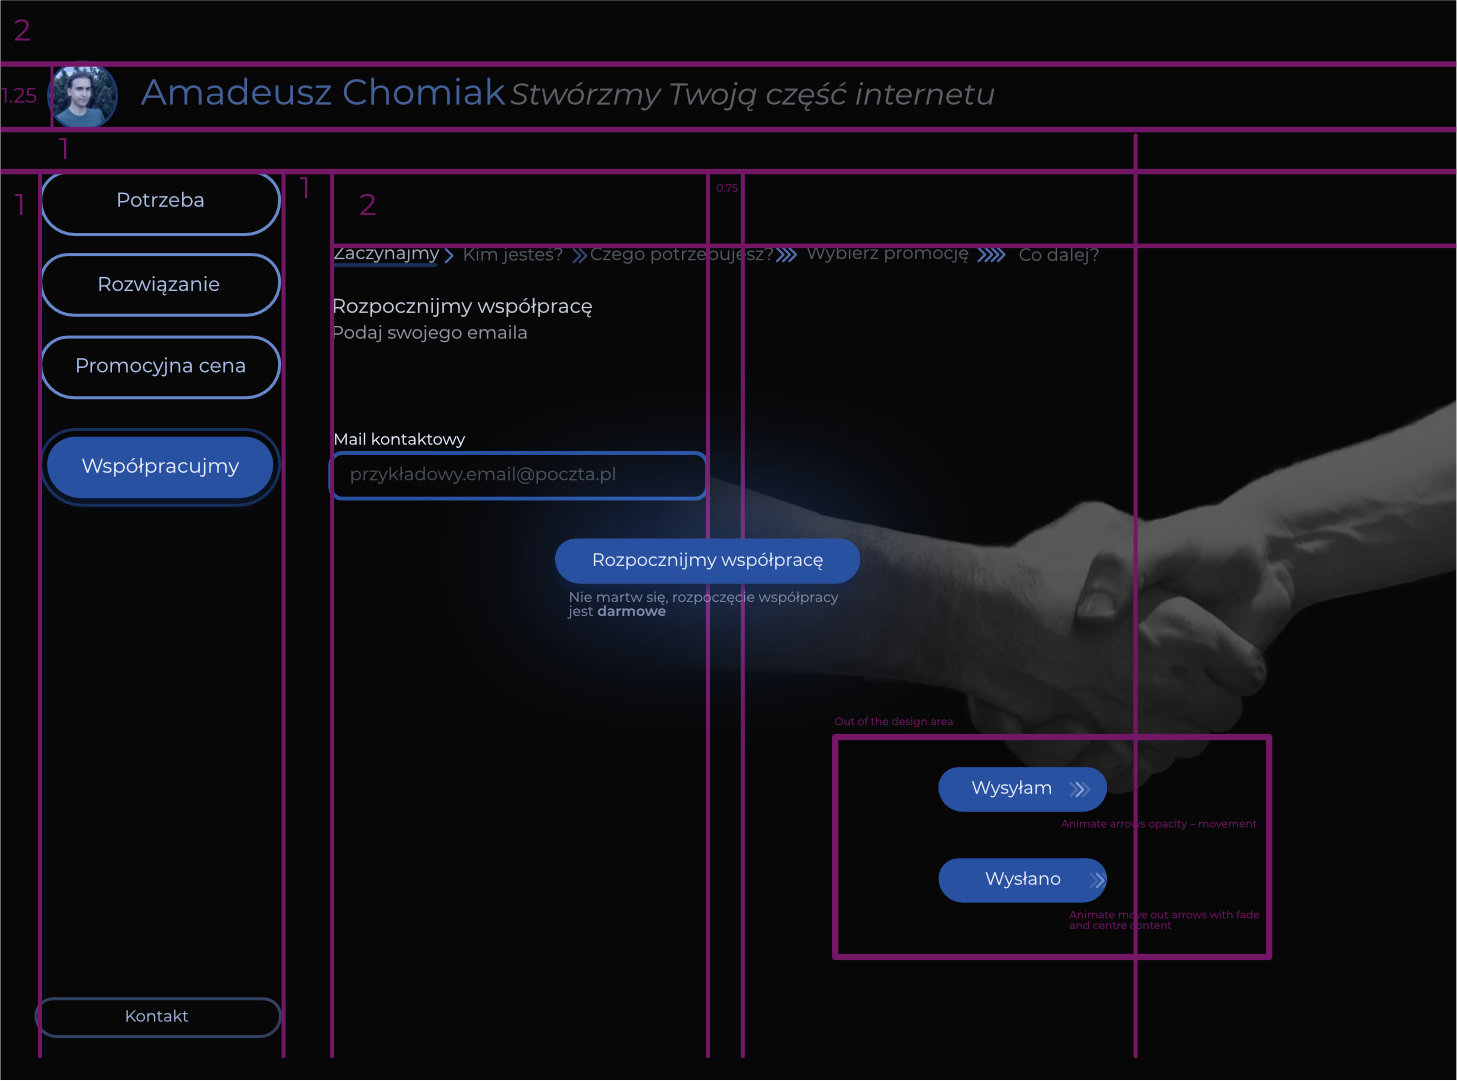 2
1.25
Amadeusz Chomiak Stwórzmy Twoją część internetu
1
1
Potrzeba
1
2
0.75
Rozwiązanie
Promocyjna cena
Współpracujmy
Kontakt
Zaczynajmy Kim jesteś? Czego potrzebujesz? Wybierz promocję Co dalej?
Rozpocznijmy współpracę
Podaj swojego emaila
Mail kontaktowy
przykładowy.email@poczta.pl
Rozpocznijmy współpracę
Nie martw się, rozpoczęcie współpracy
jest darmowe
Out of the design area
Wysyłam
Animate arrows opacity – movement
Wysłano
Animate move out arrows with fade
and centre content